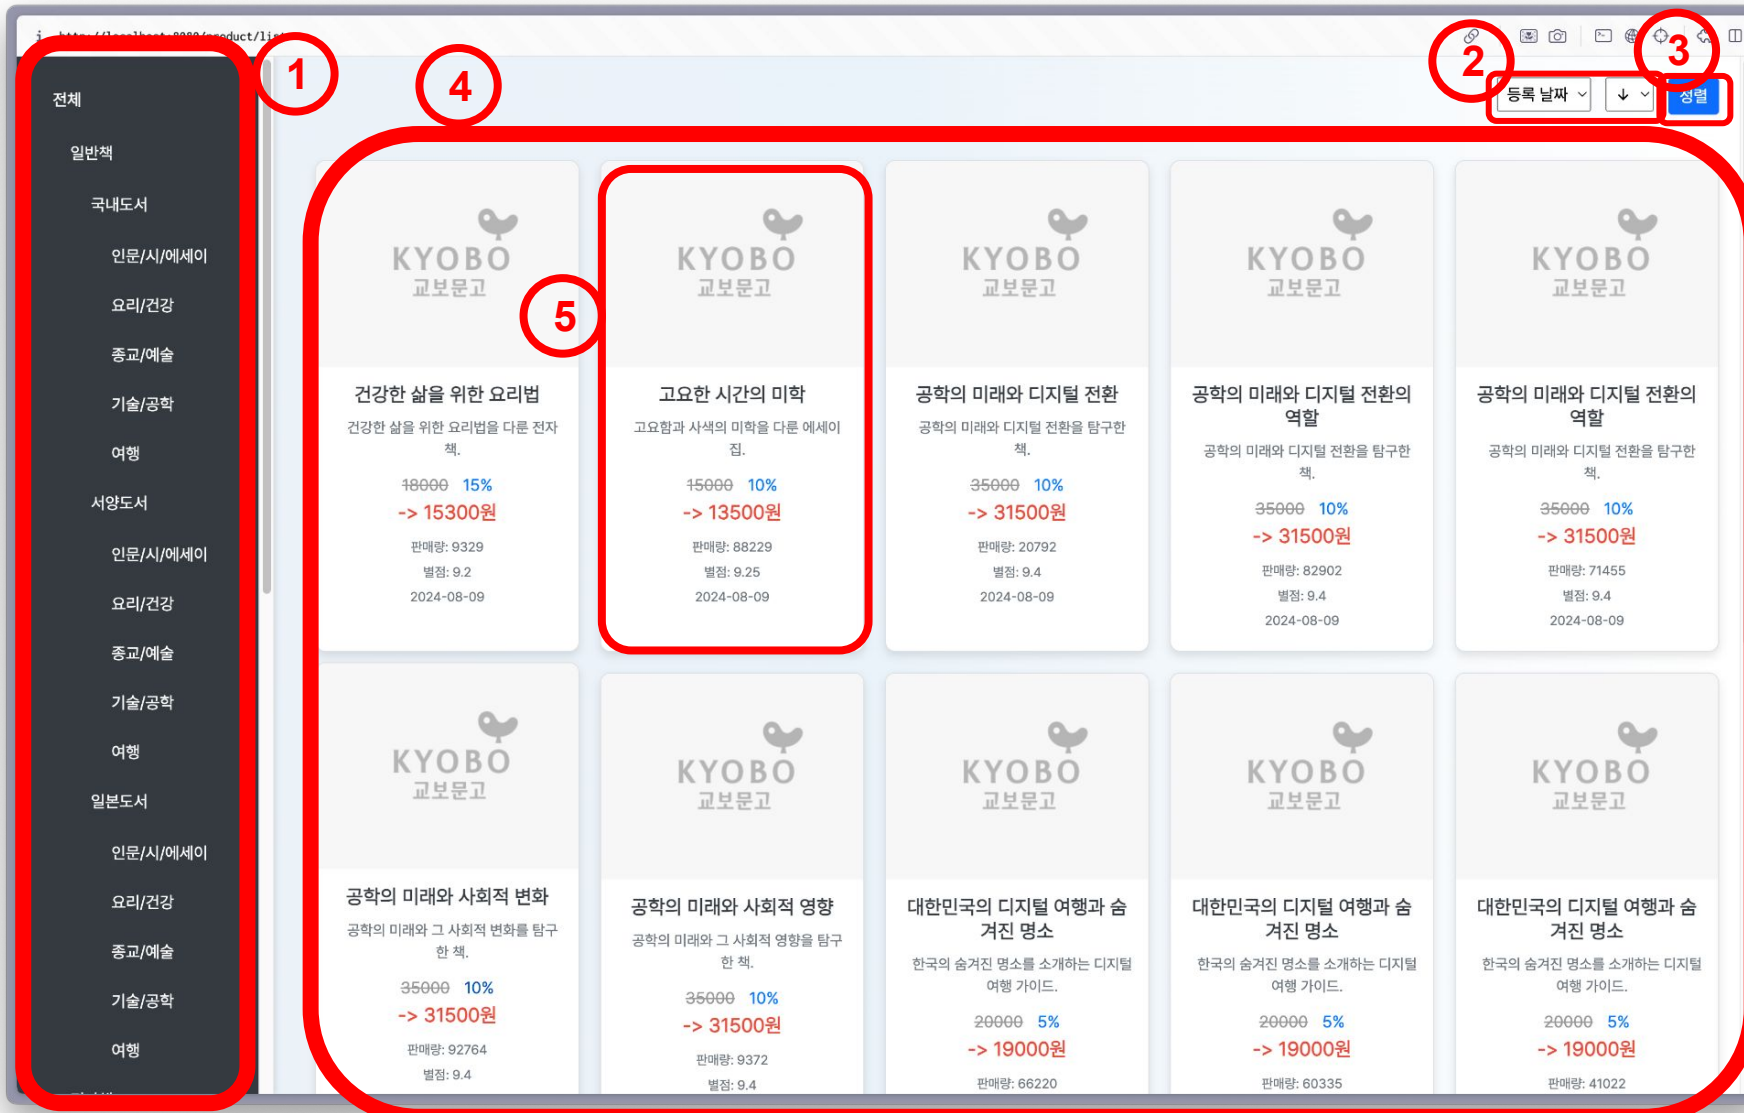 1
2
3
4
5
전체
일반책
국내도서
인문/시/에세이
요리/건강
종교/예술
기술/공학
여행
서양도서
인문/시/에세이
요리/건강
종교/예술
기술/공학
여행
일본도서
인문/시/에세이
요리/건강
종교/예술
기술/공학
여행
등록 날짜 ↓ 정렬
KYOBO
교보문고
건강한 삶을 위한 요리법
건강한 삶을 위한 요리법을 다룬 전자
책.
18000 15%
-> 15300원
판매량: 9329
별점: 9.2
2024-08-09
KYOBO
교보문고
고요한 시간의 미학
고요함과 사색의 미학을 다룬 에세이
집.
15000 10%
-> 13500원
판매량: 88229
별점: 9.25
2024-08-09
KYOBO
교보문고
공학의 미래와 디지털 전환
공학의 미래와 디지털 전환을 탐구한
책.
35000 10%
-> 31500원
판매량: 20792
별점: 9.4
2024-08-09
KYOBO
교보문고
공학의 미래와 디지털 전환의
역할
공학의 미래와 디지털 전환을 탐구한
책.
35000 10%
-> 31500원
판매량: 82902
별점: 9.4
2024-08-09
KYOBO
교보문고
공학의 미래와 디지털 전환의
역할
공학의 미래와 디지털 전환을 탐구한
책.
35000 10%
-> 31500원
판매량: 71455
별점: 9.4
2024-08-09
KYOBO
교보문고
공학의 미래와 사회적 변화
공학의 미래와 그 사회적 변화를 탐구
한 책.
35000 10%
-> 31500원
판매량: 92764
별점: 9.4
KYOBO
교보문고
공학의 미래와 사회적 영향
공학의 미래와 그 사회적 영향을 탐구
한 책.
35000 10%
-> 31500원
판매량: 9372
별점: 9.4
KYOBO
교보문고
대한민국의 디지털 여행과 숨
겨진 명소
한국의 숨겨진 명소를 소개하는 디지털
여행 가이드.
20000 5%
-> 19000원
판매량: 66220
KYOBO
교보문고
대한민국의 디지털 여행과 숨
겨진 명소
한국의 숨겨진 명소를 소개하는 디지털
여행 가이드.
20000 5%
-> 19000원
판매량: 60335
KYOBO
교보문고
대한민국의 디지털 여행과 숨
겨진 명소
한국의 숨겨진 명소를 소개하는 디지털
여행 가이드.
20000 5%
-> 19000원
판매량: 41022